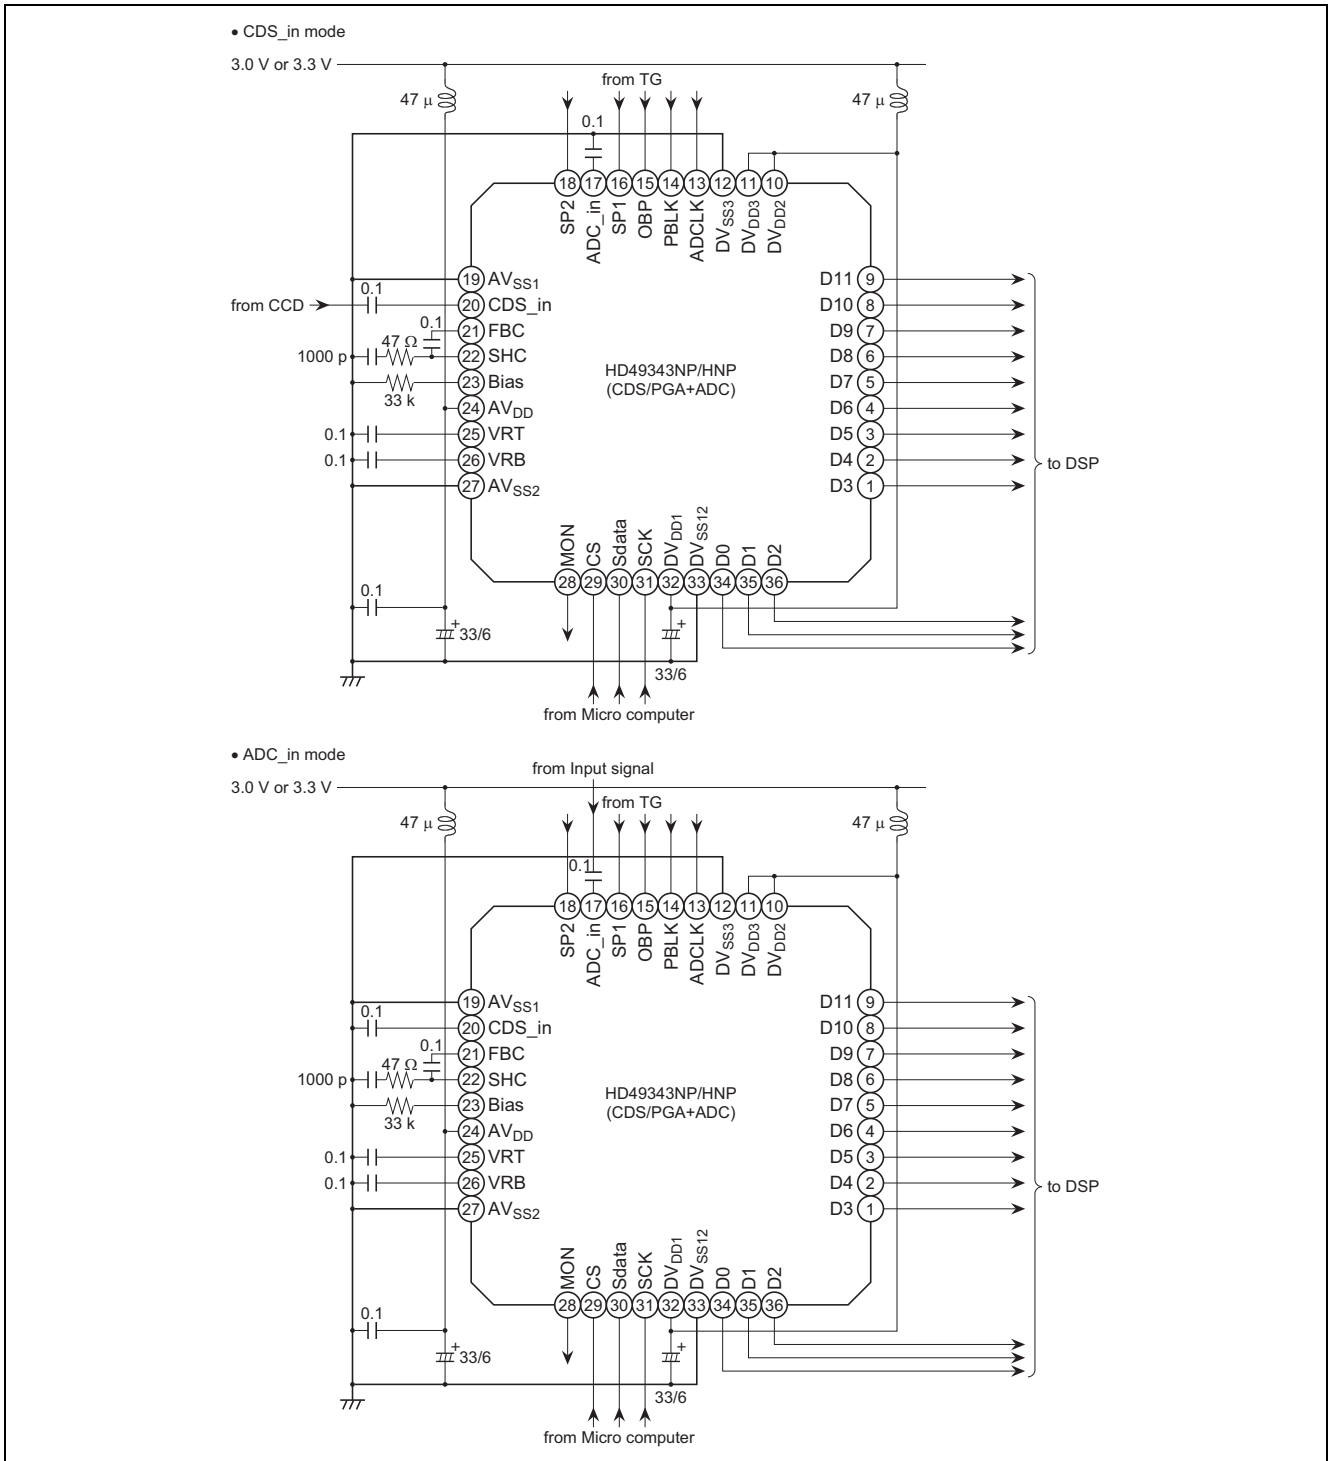 • CDS_in mode
3.0 V or 3.3 V
from TG
47 μ
47 μ
0.1
18 17 16 15 14 13 12 11 10
SP2 ADC_in SP1 OBP PBLK ADCLK DVSS3 DVDD3 DVDD2
19 AVSS1
D11 9
0.1
from CCD
20 CDS_in
D10 8
0.1
21 FBC
D9 7
47 Ω
1000 p
22 SHC
D8 6
HD49343NP/HNP
(CDS/PGA+ADC)
23 Bias
D7 5
33 k
24 AVDD
D6 4
0.1
25 VRT
D5 3
0.1
26 VRB
D4 2
to DSP
27 AVSS2
D3 1
MON CS Sdata SCK DVDD1 DVSS12 D0 D1 D2
28 29 30 31 32 33 34 35 36
0.1
+
33/6
+
33/6
from Micro computer
• ADC_in mode
from Input signal
3.0 V or 3.3 V
from TG
47 μ
47 μ
0.1
18 17 16 15 14 13 12 11 10
SP2 ADC_in SP1 OBP PBLK ADCLK DVSS3 DVDD3 DVDD2
19 AVSS1
D11 9
0.1
20 CDS_in
D10 8
0.1
21 FBC
D9 7
47 Ω
1000 p
22 SHC
D8 6
HD49343NP/HNP
(CDS/PGA+ADC)
23 Bias
D7 5
33 k
24 AVDD
D6 4
0.1
25 VRT
D5 3
0.1
26 VRB
D4 2
to DSP
27 AVSS2
D3 1
MON CS Sdata SCK DVDD1 DVSS12 D0 D1 D2
28 29 30 31 32 33 34 35 36
0.1
+
33/6
+
33/6
from Micro computer